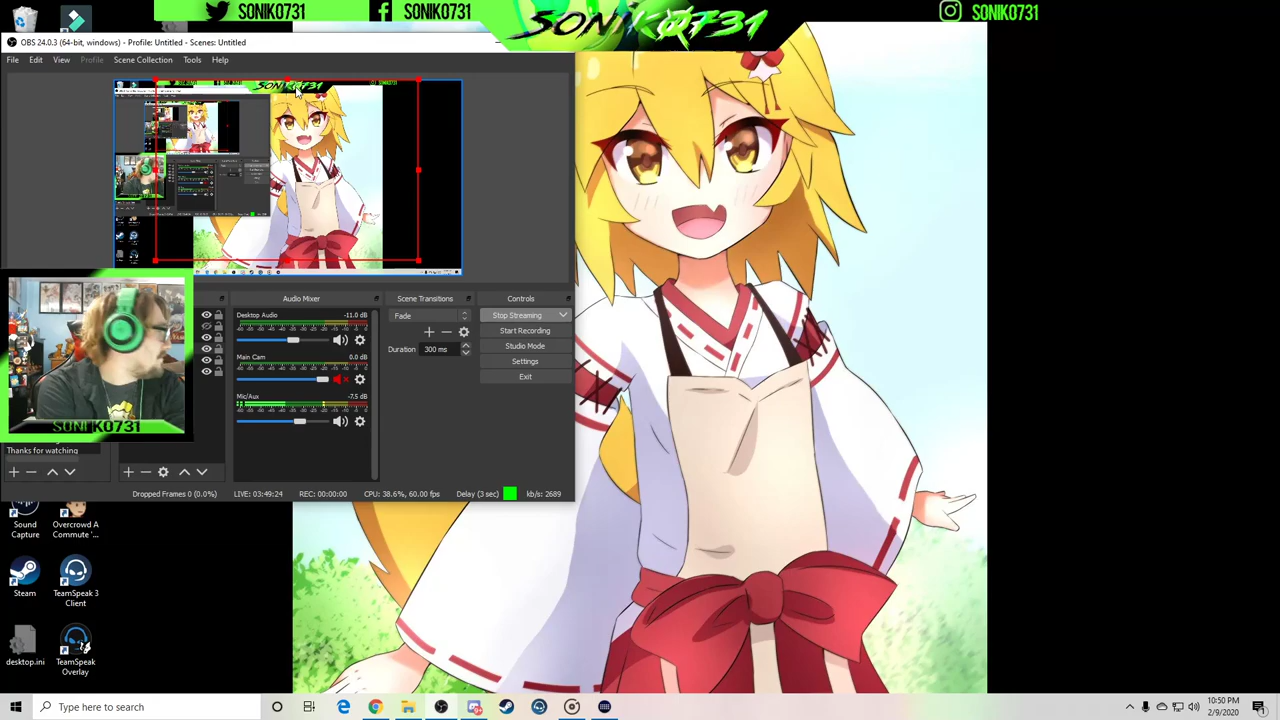 SONIK0731
SONIK0731
SONIK0731
SONIK0731
OBS 24.0.3 (64-bit, windows) - Profile: Untitled - Scenes: Untitled
File Edit View Profile Scene Collection Tools Help
Audio Mixer
Scene Transitions
Controls
Desktop Audio
-11.0 dB
Main Cam
0.0 dB
Mic/Aux
-7.5 dB
Fade
Duration
300 ms
Stop Streaming
Start Recording
Studio Mode
Settings
Exit
SONIK0731
Thanks for watching
Dropped Frames 0 (0.0%)
LIVE: 03:49:24
REC: 00:00:00
CPU: 38.6%, 60.00 fps
Delay (3 sec)
kb/s: 2689
Sound
Capture
Overcrowd A
Commute '...
Steam
TeamSpeak 3
Client
desktop.ini
TeamSpeak
Overlay
Type here to search
10:50 PM
2/9/2020